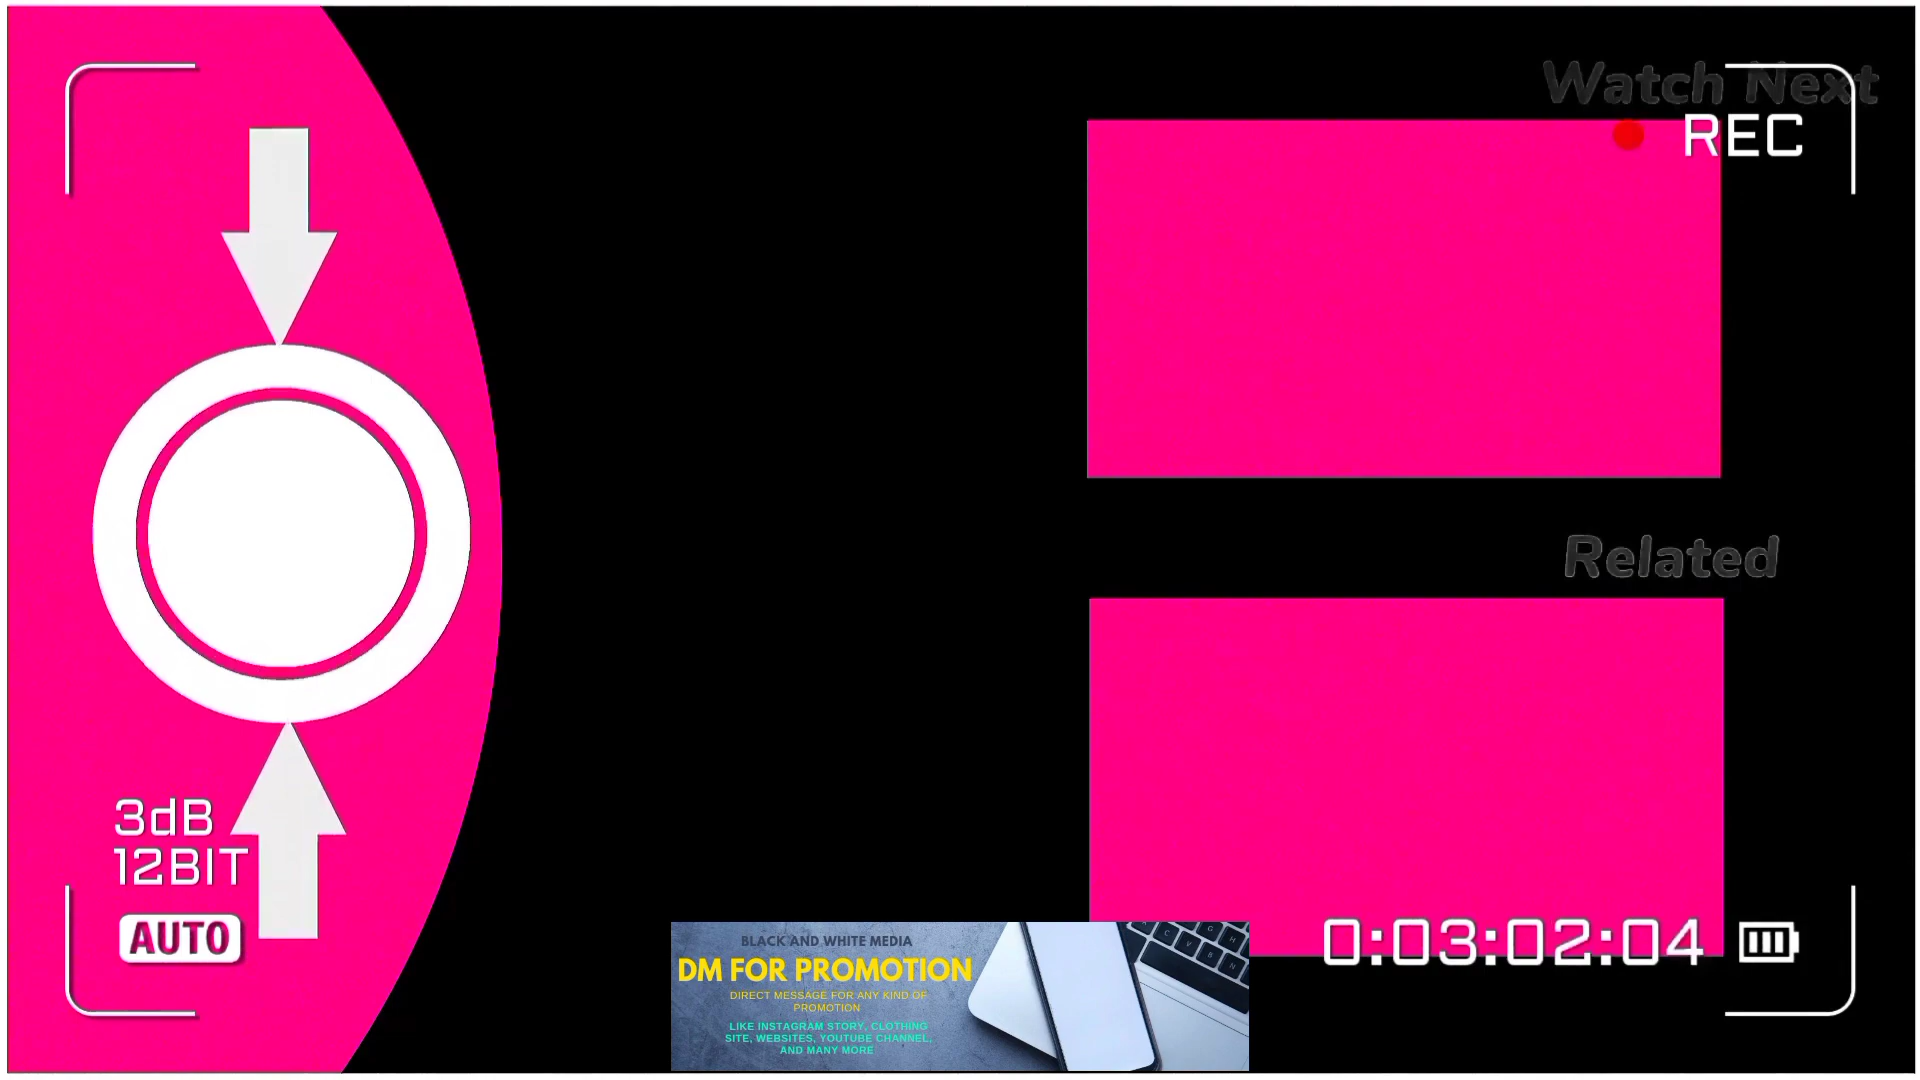 Watch Next
REC
Related
3dB
12BIT
AUTO
0:03:02:04
BLACK AND WHITE MEDIA
DM FOR PROMOTION
DIRECT MESSAGE FOR ANY KIND OF
PROMOTION
LIKE INSTAGRAM STORY, CLOTHING
SITE, WEBSITES, YOUTUBE CHANNEL,
AND MANY MORE